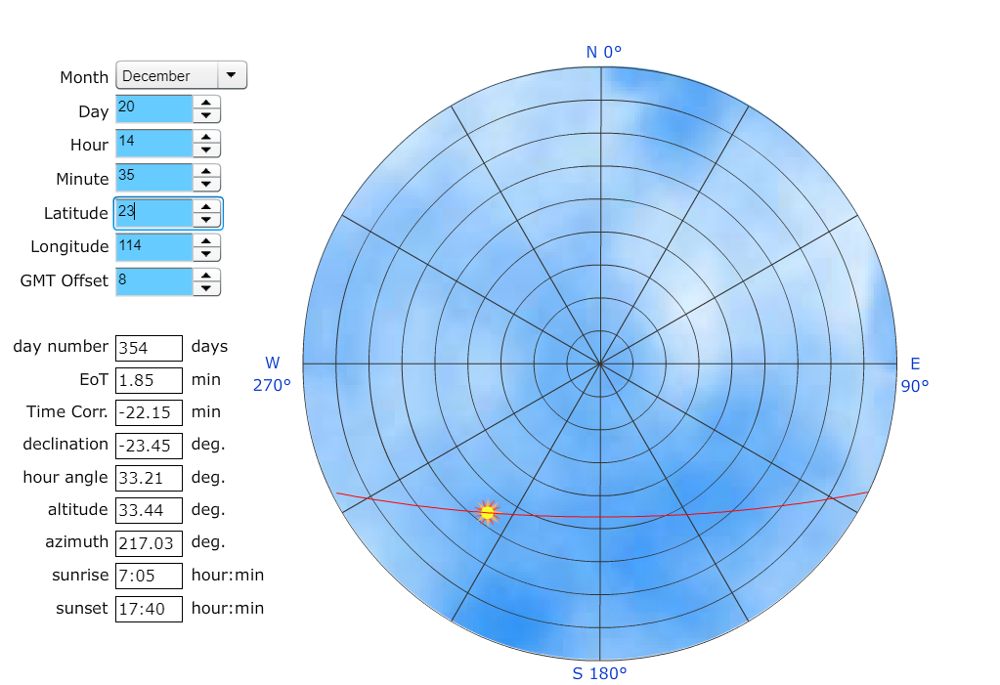 N 0°
Month December
Day 20
Hour 14
Minute 35
Latitude 23
Longitude 114
GMT Offset 8
day number 354 days
EoT 1.85 min
Time Corr. -22.15 min
declination -23.45 deg.
hour angle 33.21 deg.
altitude 33.44 deg.
azimuth 217.03 deg.
sunrise 7:05 hour:min
sunset 17:40 hour:min
W
270°
E
90°
S 180°